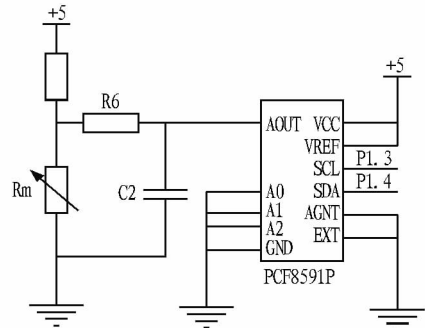 +5
R6
Rm
C2
AOUT
A0
A1
A2
GND
VCC
VREF
SCL
SDA
AGNT
EXT
+5
P1. 3
P1. 4
PCF8591P